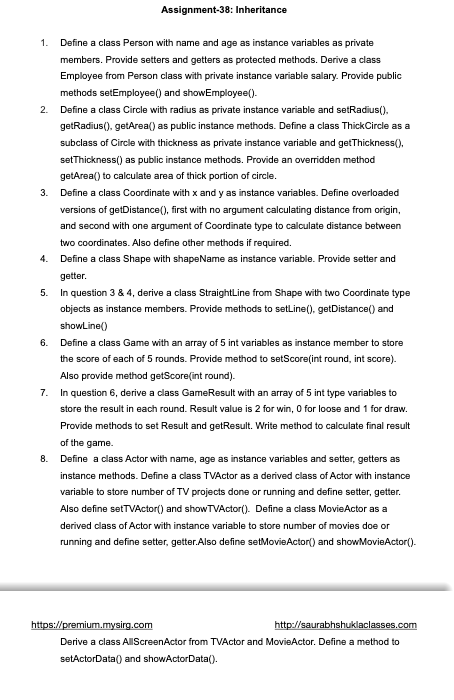 Assignment-38: Inheritance
1. Define a class Person with name and age as instance variables as private
members. Provide setters and getters as protected methods. Derive a class
Employee from Person class with private instance variable salary. Provide public
methods setEmployee() and showEmployee().
2. Define a class Circle with radius as private instance variable and setRadius(),
getRadius(), getArea() as public instance methods. Define a class ThickCircle as a
subclass of Circle with thickness as private instance variable and getThickness(),
setThickness() as public instance methods. Provide an overridden method
getArea() to calculate area of thick portion of circle.
3. Define a class Coordinate with x and y as instance variables. Define overloaded
versions of getDistance(), first with no argument calculating distance from origin,
and second with one argument of Coordinate type to calculate distance between
two coordinates. Also define other methods if required.
4. Define a class Shape with shapeName as instance variable. Provide setter and
getter.
5. In question 3 & 4, derive a class StraightLine from Shape with two Coordinate type
objects as instance members. Provide methods to setLine(), getDistance() and
showLine()
6. Define a class Game with an array of 5 int variables as instance member to store
the score of each of 5 rounds. Provide method to setScore(int round, int score).
Also provide method getScore(int round).
7. In question 6, derive a class GameResult with an array of 5 int type variables to
store the result in each round. Result value is 2 for win, 0 for loose and 1 for draw.
Provide methods to set Result and getResult. Write method to calculate final result
of the game.
8. Define a class Actor with name, age as instance variables and setter, getters as
instance methods. Define a class TVActor as a derived class of Actor with instance
variable to store number of TV projects done or running and define setter, getter.
Also define setTVActor() and showTVActor(). Define a class MovieActor as a
derived class of Actor with instance variable to store number of movies doe or
running and define setter, getter.Also define setMovieActor() and showMovieActor().
https://premium.mysirg.com http://saurabhshuklaclasses.com
Derive a class AllScreenActor from TVActor and MovieActor. Define a method to
setActorData() and showActorData().